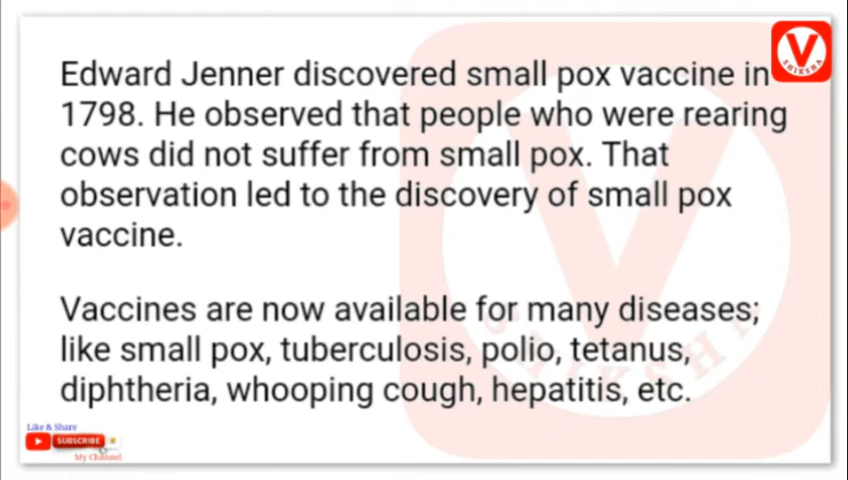 Edward Jenner discovered small pox vaccine in
1798. He observed that people who were rearing
cows did not suffer from small pox. That
observation led to the discovery of small pox
vaccine.
Vaccines are now available for many diseases;
like small pox, tuberculosis, polio, tetanus,
diphtheria, whooping cough, hepatitis, etc.
V
SHIKSHA
V
SHIKSHA
Like & Share
SUBSCRIBE
My Channel